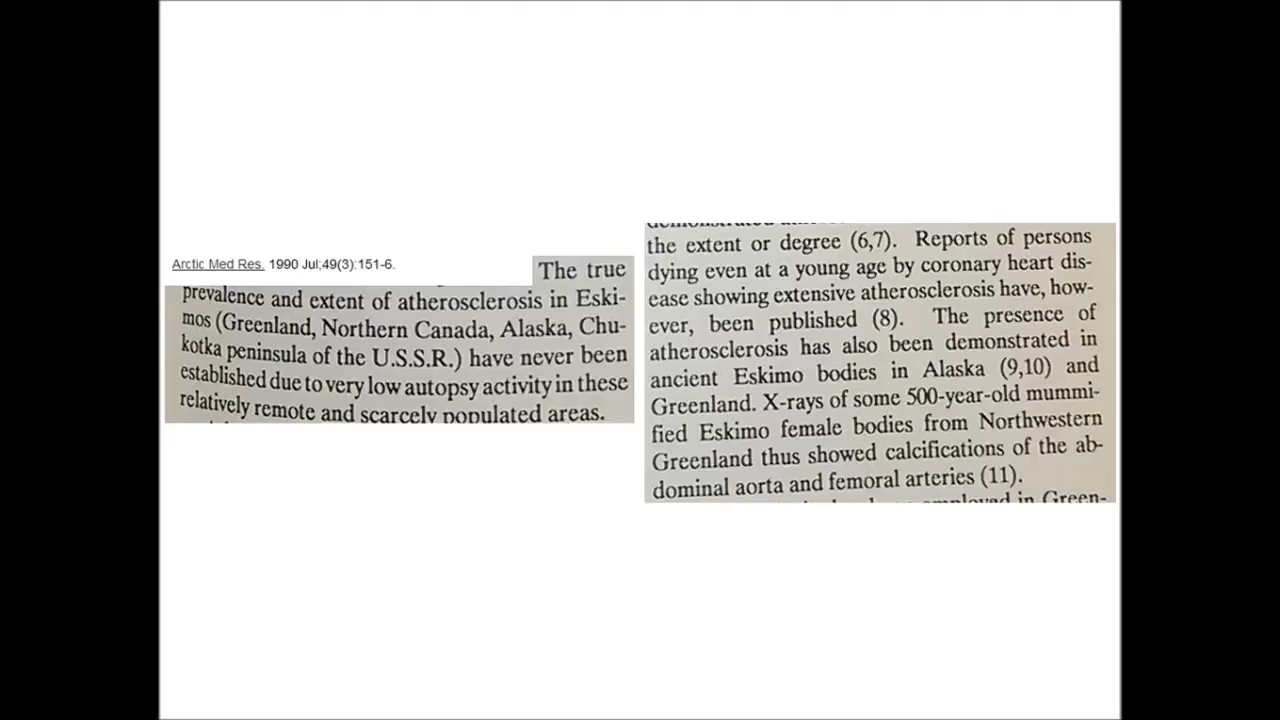 Arctic Med Res. 1990 Jul;49(3):151-6.
The true
prevalence and extent of atherosclerosis in Eski-
mos (Greenland, Northern Canada, Alaska, Chu-
kotka peninsula of the U.S.S.R.) have never been
established due to very low autopsy activity in these
relatively remote and scarcely populated areas.
demonstrated
the extent or degree (6,7). Reports of persons
dying even at a young age by coronary heart dis-
ease showing extensive atherosclerosis have, how-
ever, been published (8). The presence of
atherosclerosis has also been demonstrated in
ancient Eskimo bodies in Alaska (9,10) and
Greenland. X-rays of some 500-year-old mummi-
fied Eskimo female bodies from Northwestern
Greenland thus showed calcifications of the ab-
dominal aorta and femoral arteries (11).
employed in Green-